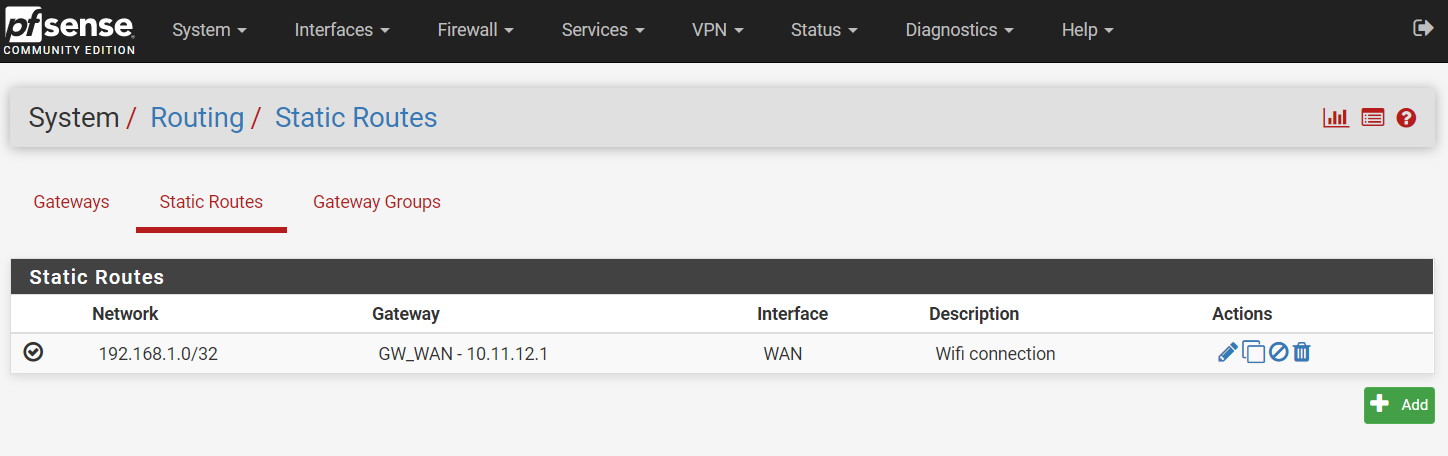 pfsense
COMMUNITY EDITION
System Interfaces Firewall Services VPN Status Diagnostics Help
System / Routing / Static Routes
Gateways Static Routes Gateway Groups
Static Routes
Network Gateway Interface Description Actions
192.168.1.0/32 GW_WAN - 10.11.12.1 WAN Wifi connection
Add